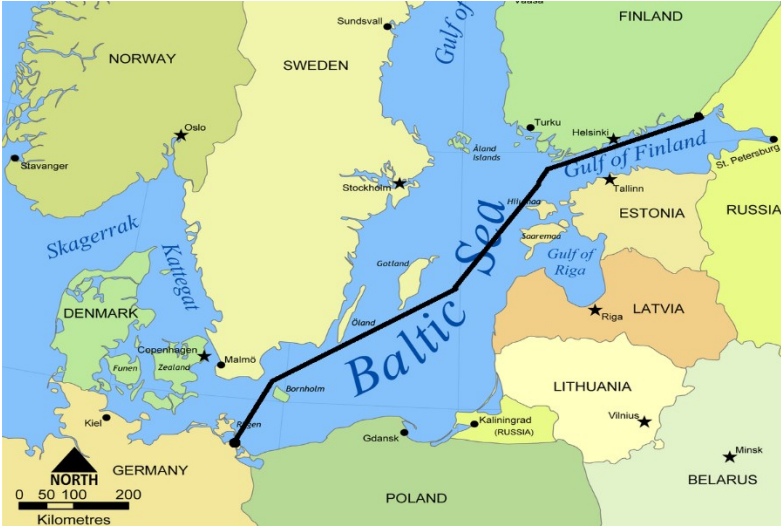 Vaasa
Sundsvall
Gulf of
FINLAND
NORWAY
SWEDEN
Turku
Helsinki
Oslo
Åland
Islands
Gulf of Finland
Stavanger
St. Petersburg
Stockholm
Tallinn
Hiiumaa
RUSSIA
ESTONIA
Skagerrak
Kattegat
Sea
Saaremaa
Gotland
Gulf of
Riga
DENMARK
LATVIA
Riga
Öland
Baltic
Copenhagen
Malmö
Funen
Zealand
Bornholm
LITHUANIA
Kiel
Rügen
Kaliningrad
(RUSSIA)
Vilnius
Gdansk
Minsk
GERMANY
NORTH
BELARUS
POLAND
0 50 100 200
Kilometres